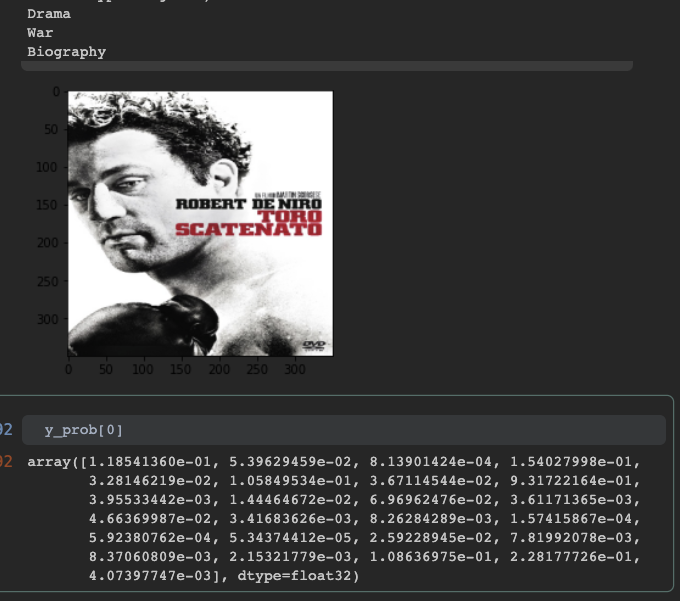 Drama
War
Biography
0
50
100
150
200
250
300
ROBERT DE NIRO
TORO
SCATENATO
DVD
0 50 100 150 200 250 300
92 y_prob[0]
92 array([1.18541360e-01, 5.39629459e-02, 8.13901424e-04, 1.54027998e-01,
3.28146219e-02, 1.05849534e-01, 3.67114544e-02, 9.31722164e-01,
3.95533442e-03, 1.44464672e-02, 6.96962476e-02, 3.61171365e-03,
4.66369987e-02, 3.41683626e-03, 8.26284289e-03, 1.57415867e-04,
5.92380762e-04, 5.34374412e-05, 2.59228945e-02, 7.81992078e-03,
8.37060809e-03, 2.15321779e-03, 1.08636975e-01, 2.28177726e-01,
4.07397747e-03], dtype=float32)